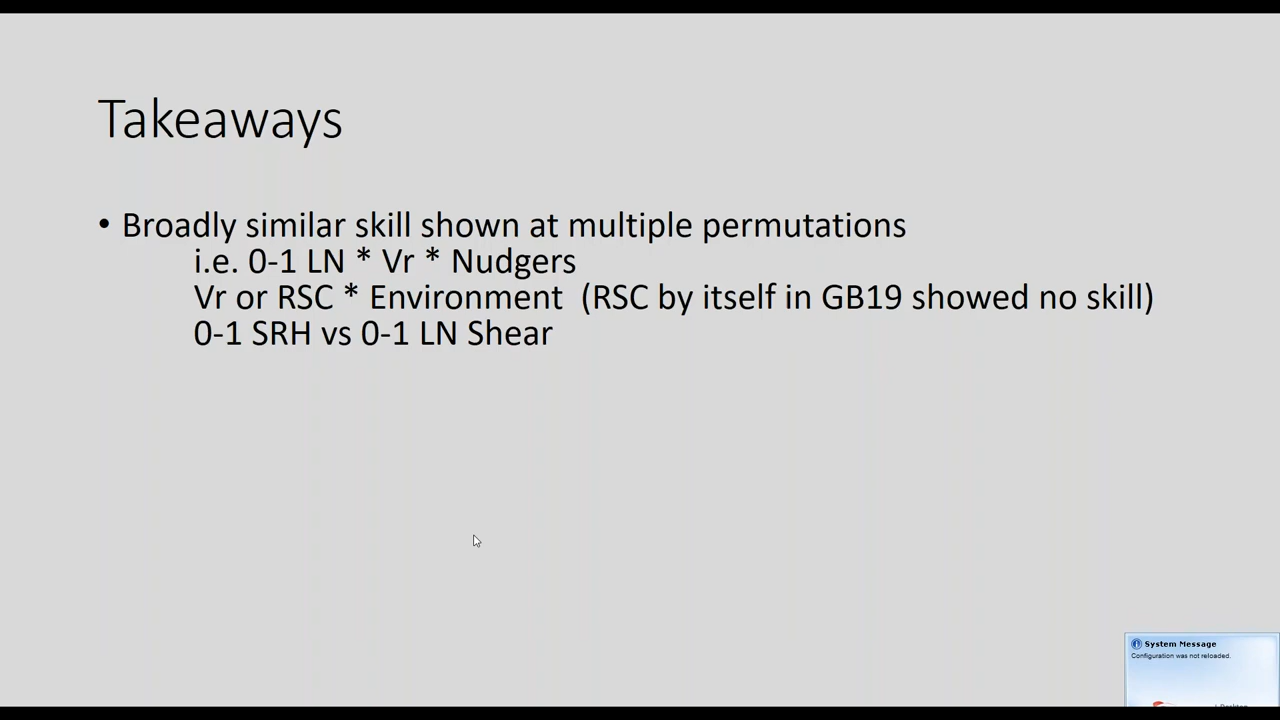 Takeaways
• Broadly similar skill shown at multiple permutations
i.e. 0-1 LN * Vr * Nudgers
Vr or RSC * Environment (RSC by itself in GB19 showed no skill)
0-1 SRH vs 0-1 LN Shear
System Message
Configuration was not reloaded.